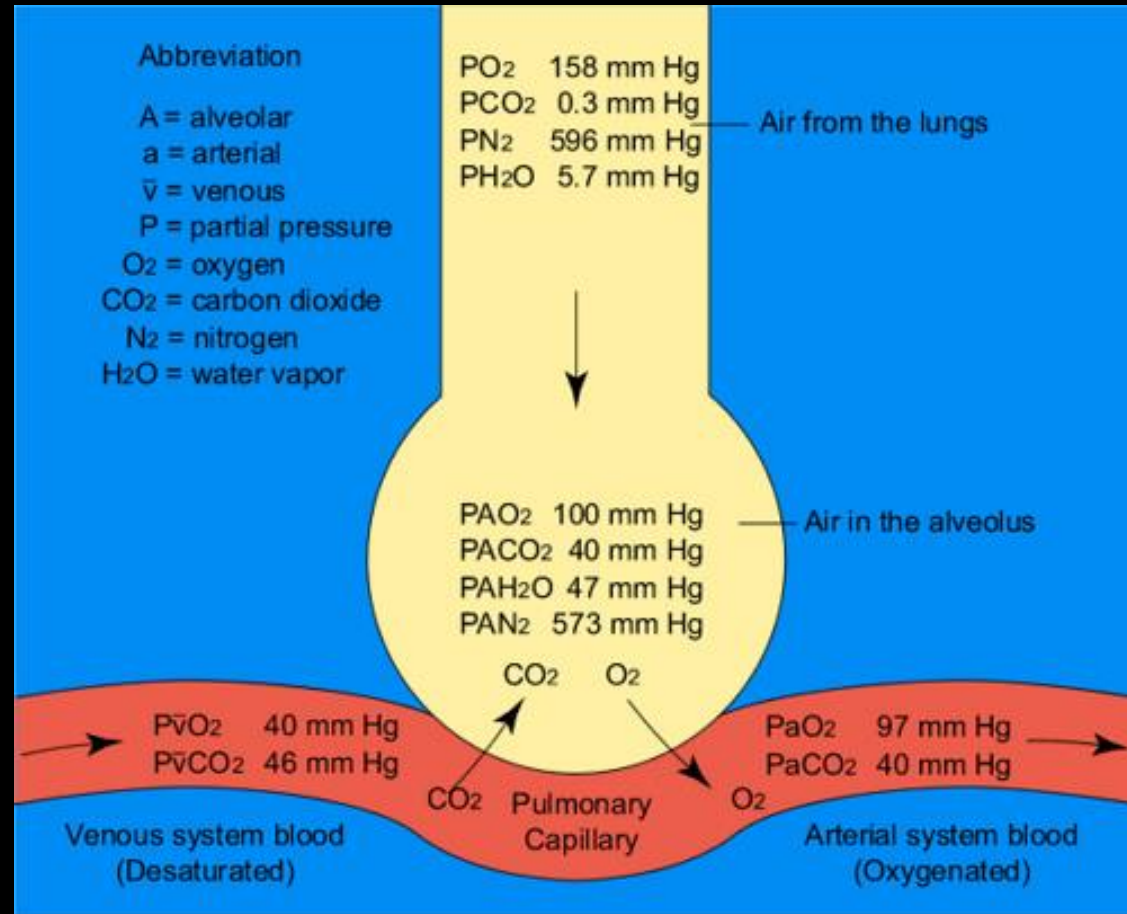 Abbreviation
A = alveolar
a = arterial
v̄ = venous
P = partial pressure
O2 = oxygen
CO2 = carbon dioxide
N2 = nitrogen
H2O = water vapor
PO2 158 mm Hg
PCO2 0.3 mm Hg
PN2 596 mm Hg
PH2O 5.7 mm Hg
Air from the lungs
PAO2 100 mm Hg
PACO2 40 mm Hg
PAH2O 47 mm Hg
PAN2 573 mm Hg
Air in the alveolus
CO2 O2
Pv̄O2 40 mm Hg
Pv̄CO2 46 mm Hg
CO2
Pulmonary
Capillary
O2
PaO2 97 mm Hg
PaCO2 40 mm Hg
Venous system blood
(Desaturated)
Arterial system blood
(Oxygenated)